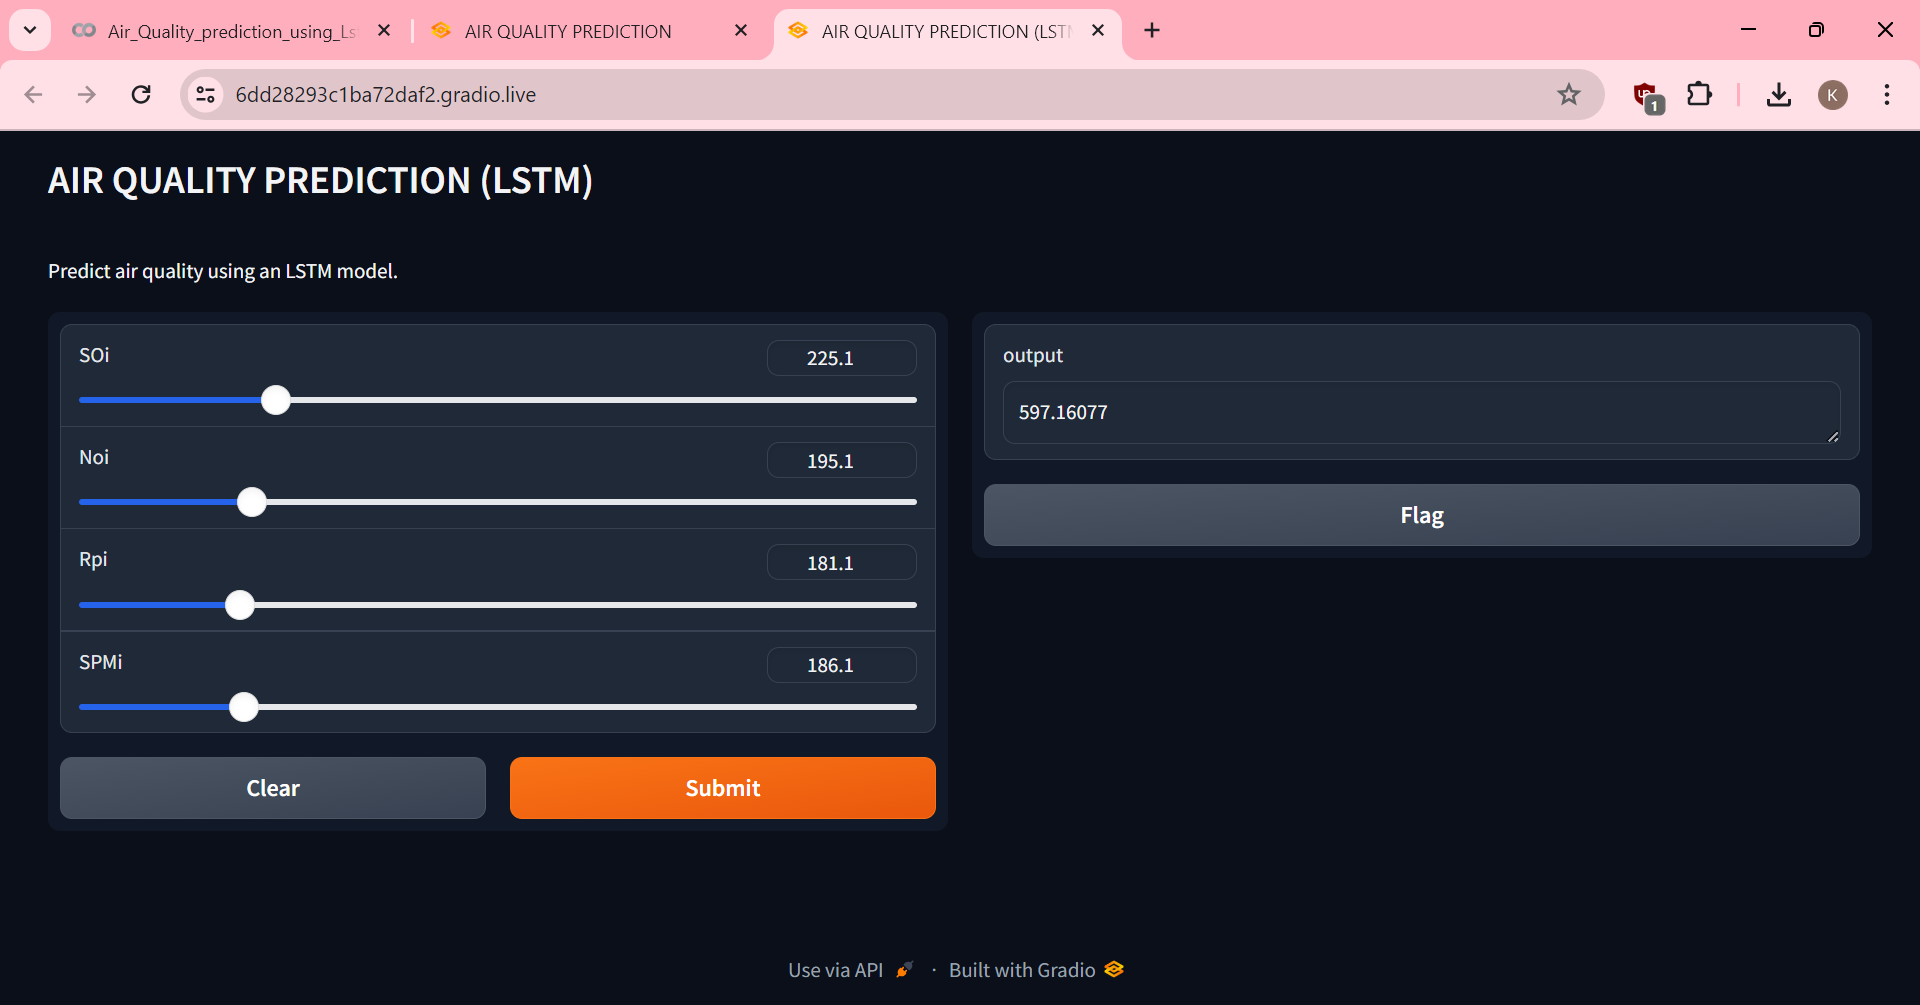 Air_Quality_prediction_using_Ls
AIR QUALITY PREDICTION
AIR QUALITY PREDICTION (LSTM
6dd28293c1ba72daf2.gradio.live
1
K
AIR QUALITY PREDICTION (LSTM)
Predict air quality using an LSTM model.
SOi
225.1
Noi
195.1
Rpi
181.1
SPMi
186.1
Clear
Submit
output
597.16077
Flag
Use via API · Built with Gradio